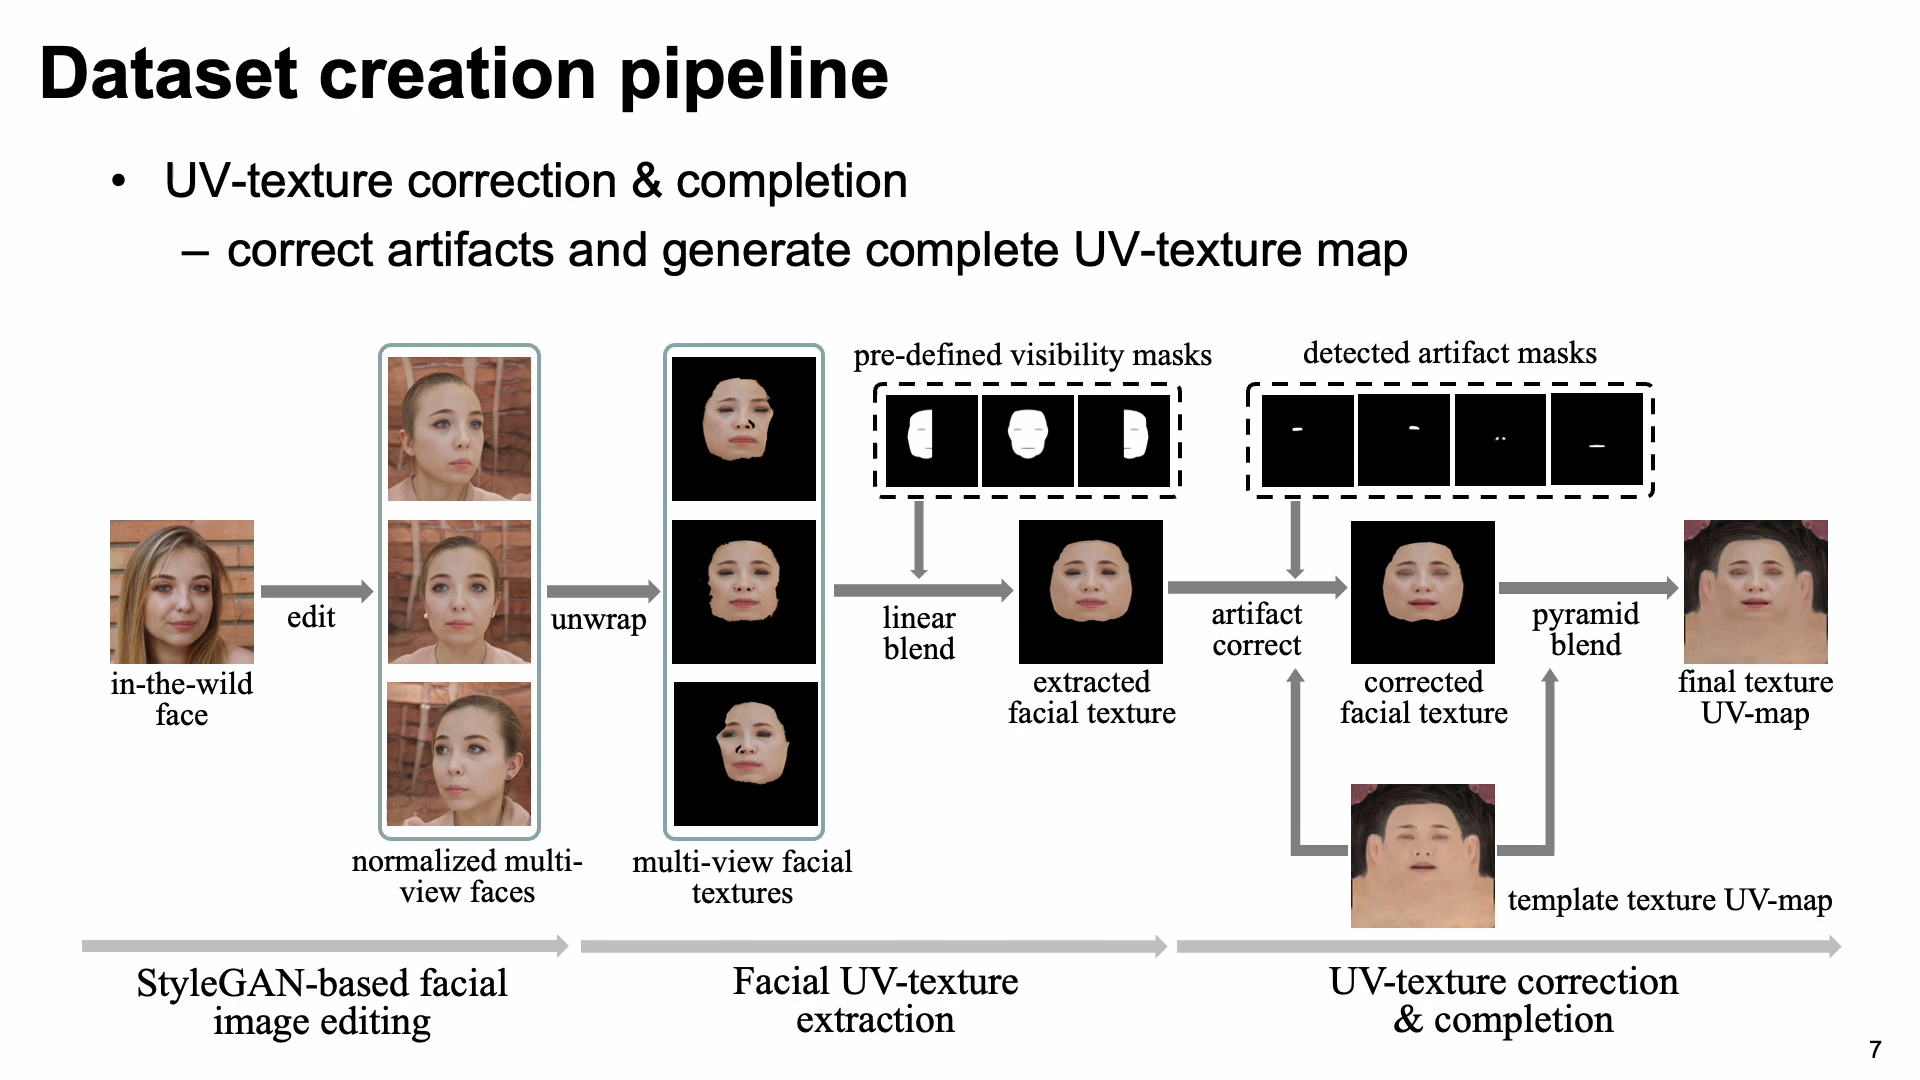 Dataset creation pipeline
• UV-texture correction & completion
– correct artifacts and generate complete UV-texture map
pre-defined visibility masks
detected artifact masks
in-the-wild
face
edit
normalized multi-
view faces
unwrap
multi-view facial
textures
linear
blend
extracted
facial texture
artifact
correct
corrected
facial texture
pyramid
blend
final texture
UV-map
template texture UV-map
StyleGAN-based facial
image editing
Facial UV-texture
extraction
UV-texture correction
& completion
7